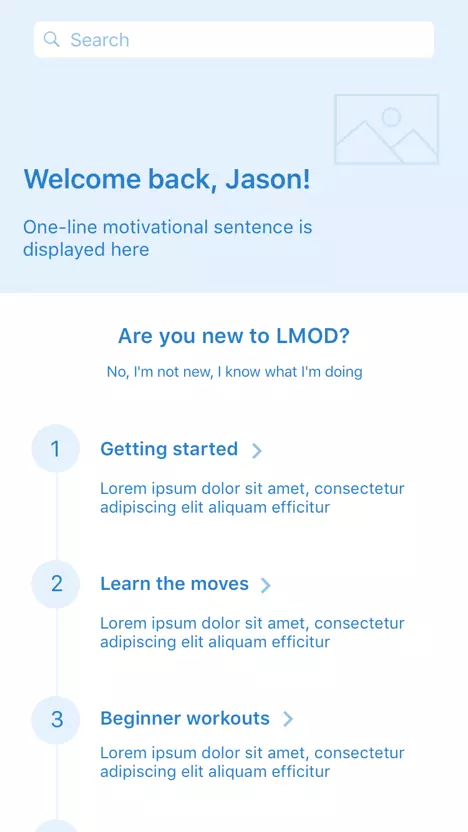 Search
Welcome back, Jason!
One-line motivational sentence is
displayed here
Are you new to LMOD?
No, I'm not new, I know what I'm doing
1
Getting started
Lorem ipsum dolor sit amet, consectetur
adipiscing elit aliquam efficitur
2
Learn the moves
Lorem ipsum dolor sit amet, consectetur
adipiscing elit aliquam efficitur
3
Beginner workouts
Lorem ipsum dolor sit amet, consectetur
adipiscing elit aliquam efficitur